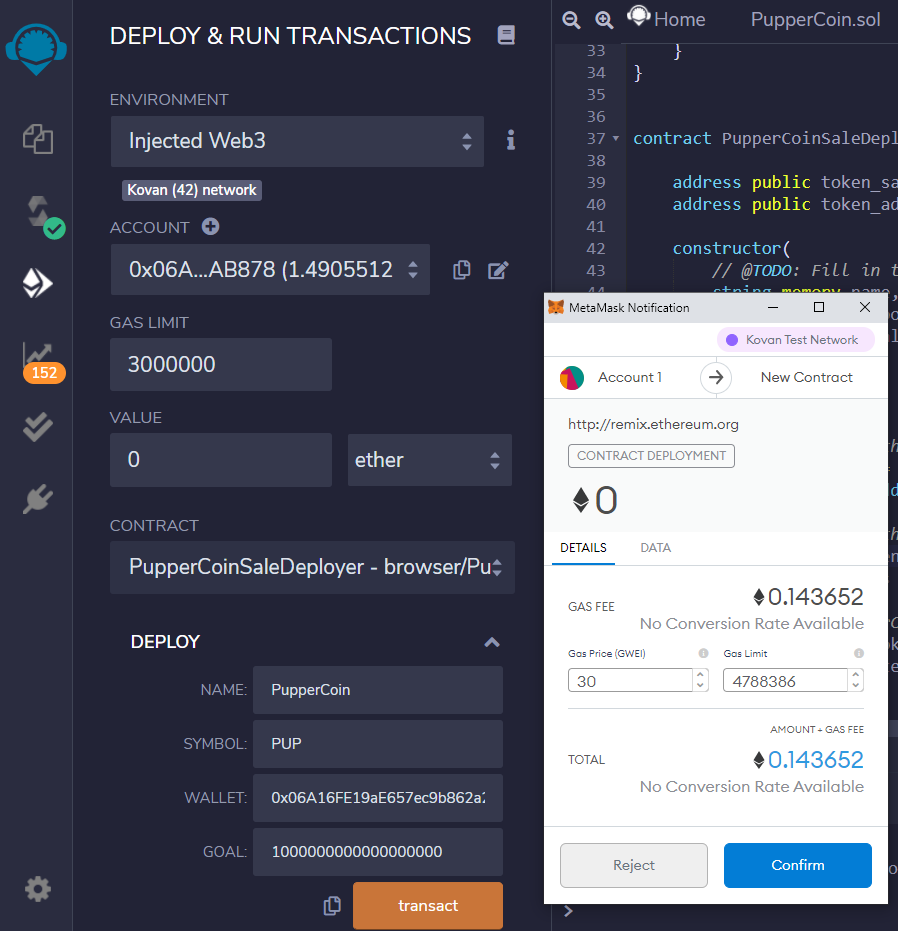 DEPLOY & RUN TRANSACTIONS
ENVIRONMENT
Injected Web3
Kovan (42) network
ACCOUNT
0x06A...AB878 (1.4905512
GAS LIMIT
3000000
VALUE
0
ether
CONTRACT
PupperCoinSaleDeployer - browser/Pu
DEPLOY
NAME: PupperCoin
SYMBOL: PUP
WALLET: 0x06A16FE19aE657ec9b862a2
GOAL: 1000000000000000000
transact
152
Home PupperCoin.sol
33 }
34 }
35
36
37 contract PupperCoinSaleDepl
38
39 address public token_sa
40 address public token_ad
41
42 constructor(
43 // @TODO: Fill in t
44 string memory name,
MetaMask Notification
Kovan Test Network
Account 1
New Contract
http://remix.ethereum.org
CONTRACT DEPLOYMENT
0
DETAILS DATA
GAS FEE 0.143652
No Conversion Rate Available
Gas Price (GWEI) Gas Limit
30 4788386
AMOUNT + GAS FEE
TOTAL 0.143652
No Conversion Rate Available
Reject Confirm